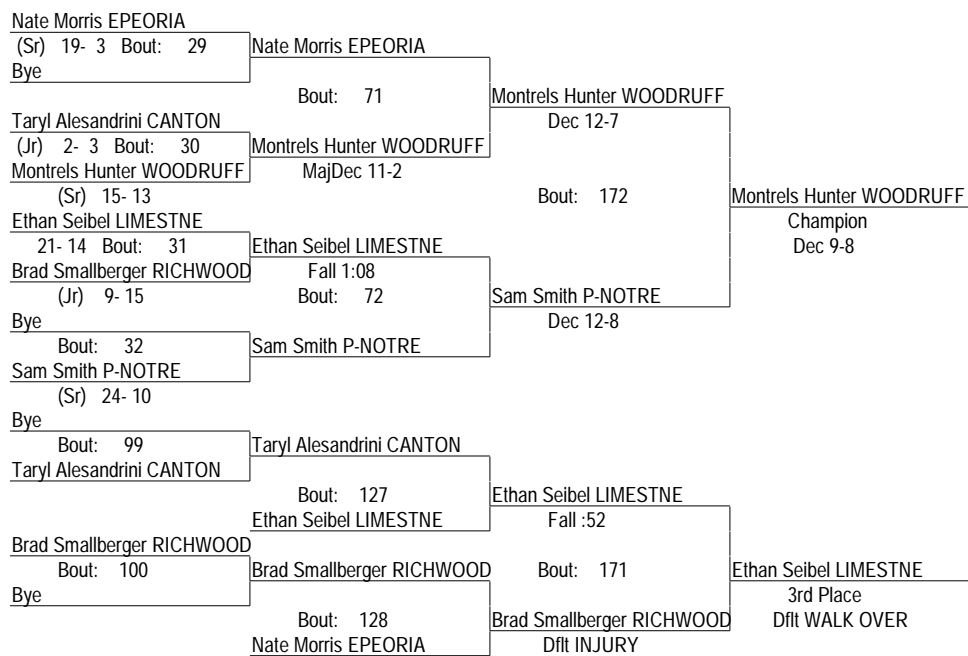 Nate Morris EPEORIA
(Sr) 19- 3 Bout: 29 Nate Morris EPEORIA
Bye
Bout: 71 Montrels Hunter WOODRUFF
Taryl Alesandrini CANTON Dec 12-7
(Jr) 2- 3 Bout: 30 Montrels Hunter WOODRUFF
Montrels Hunter WOODRUFF MajDec 11-2
(Sr) 15- 13 Bout: 172 Montrels Hunter WOODRUFF
Ethan Seibel LIMESTNE Champion
21- 14 Bout: 31 Ethan Seibel LIMESTNE Dec 9-8
Brad Smallberger RICHWOOD Fall 1:08
(Jr) 9- 15 Bout: 72 Sam Smith P-NOTRE
Bye Dec 12-8
Bout: 32 Sam Smith P-NOTRE
Sam Smith P-NOTRE
(Sr) 24- 10
Bye
Bout: 99 Taryl Alesandrini CANTON
Taryl Alesandrini CANTON
Bout: 127 Ethan Seibel LIMESTNE
Ethan Seibel LIMESTNE Fall :52
Brad Smallberger RICHWOOD
Bout: 100 Brad Smallberger RICHWOOD Bout: 171 Ethan Seibel LIMESTNE
Bye 3rd Place
Bout: 128 Brad Smallberger RICHWOOD Dflt WALK OVER
Nate Morris EPEORIA Dflt INJURY